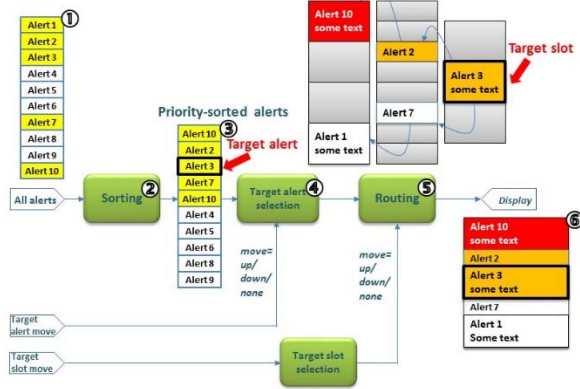 ①
Alert 1
Alert 2
Alert 3
Alert 4
Alert 5
Alert 6
Alert 7
Alert 8
Alert 9
Alert 10
Priority-sorted alerts
③
Alert 10
Alert 2
Alert 3
Alert 7
Alert 10
Alert 4
Alert 5
Alert 6
Alert 8
Alert 9
Target alert
Alert 10
some text
Alert 1
some text
Alert 2
Alert 7
Alert 3
some text
Target slot
All alerts
Sorting
②
Target alert
selection
④
Routing
⑤
Display
move=
up/
down/
none
move=
up/
down/
none
Target
alert move
Target
slot move
Target slot
selection
⑥
Alert 10
some text
Alert 2
Alert 3
some text
Alert 7
Alert 1
Some text